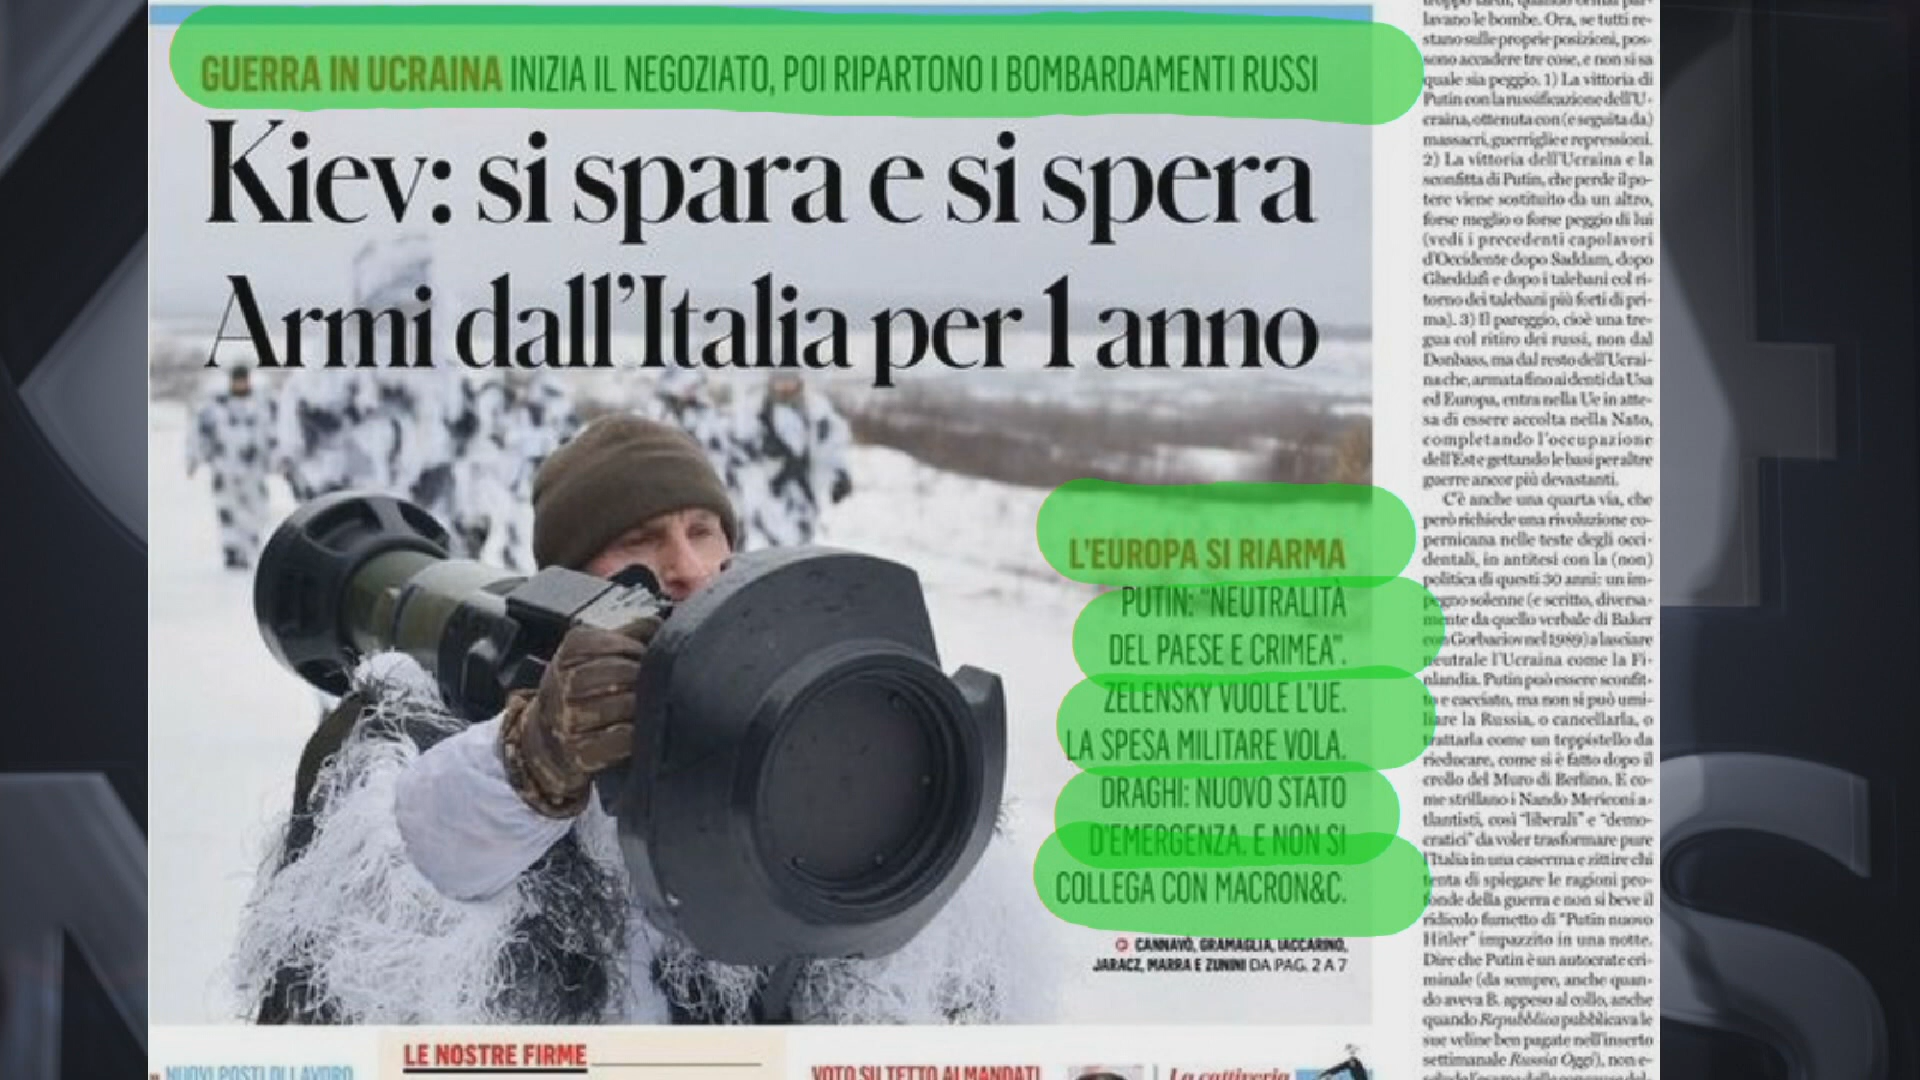 GUERRA IN UCRAINA INIZIA IL NEGOZIATO, POI RIPARTONO I BOMBARDAMENTI RUSSI
Kiev: si spara e si spera
Armi dall'Italia per 1 anno
L'EUROPA SI RIARMA
PUTIN: "NEUTRALITÀ
DEL PAESE E CRIMEA".
ZELENSKY VUOLE L'UE.
LA SPESA MILITARE VOLA.
DRAGHI: NUOVO STATO
D'EMERGENZA. E NON SI
COLLEGA CON MACRON&C.
CANNAVÒ, GRAMAGLIA, IACCARINO,
JARACZ, MARRA E ZUNINI DA PAG. 2 A 7
NUOVI POSTI DI LAVORO
LE NOSTRE FIRME
VOTO SU TETTO AI MANDATI
La cattiveria
lavano le bombe. Ora, se tutti re-
stano sulle proprie posizioni, pos-
sono accadere tre cose, e non si sa
quale sia peggio. 1) La vittoria di
Putin con la russificazione dell'U-
craina, ottenuta con (e seguita da)
massacri, guerriglie e repressioni.
2) La vittoria dell'Ucraina e la
sconfitta di Putin, che perde il po-
tere viene sostituito da un altro,
forse meglio o forse peggio di lui
(vedi i precedenti capolavori
d'Occidente dopo Saddam, dopo
Gheddafi e dopo i talebani col ri-
torno dei talebani più forti di pri-
ma). 3) Il pareggio, cioè una tre-
gua col ritiro dei russi, non dal
Donbass, ma dal resto dell'Ucrai-
na che, armata fino ai denti da Usa
ed Europa, entra nella Ue in atte-
sa di essere accolta nella Nato,
completando l'occupazione
dell'Est e gettando le basi per altre
guerre ancor più devastanti.
C'è anche una quarta via, che
però richiede una rivoluzione co-
pernicana nelle teste degli occi-
dentali, in antitesi con la (non)
politica di questi 30 anni: un im-
pegno solenne (e scritto, diversa-
mente da quello verbale di Baker
con Gorbaciov nel 1989) a lasciare
neutrale l'Ucraina come la Fi-
nlandia. Putin può essere sconfit-
to e cacciato, ma non si può umi-
liare la Russia, o cancellarla, o
trattarla come un teppistello da
rieducare, come si è fatto dopo il
crollo del Muro di Berlino. E co-
me strillano i Nando Mericoni a-
tlantisti, così "liberali" e "demo-
cratici" da voler trasformare pure
l'Italia in una caserma e zittire chi
tenta di spiegare le ragioni pro-
fonde della guerra e non si beve il
ridicolo fumetto di "Putin nuovo
Hitler" impazzito in una notte.
Dire che Putin è un autocrate cri-
minale (da sempre, anche quan-
do aveva B. appeso al collo, anche
quando Repubblica pubblicava le
sue veline ben pagate nell'inserto
settimanale Russia Oggi), non e-